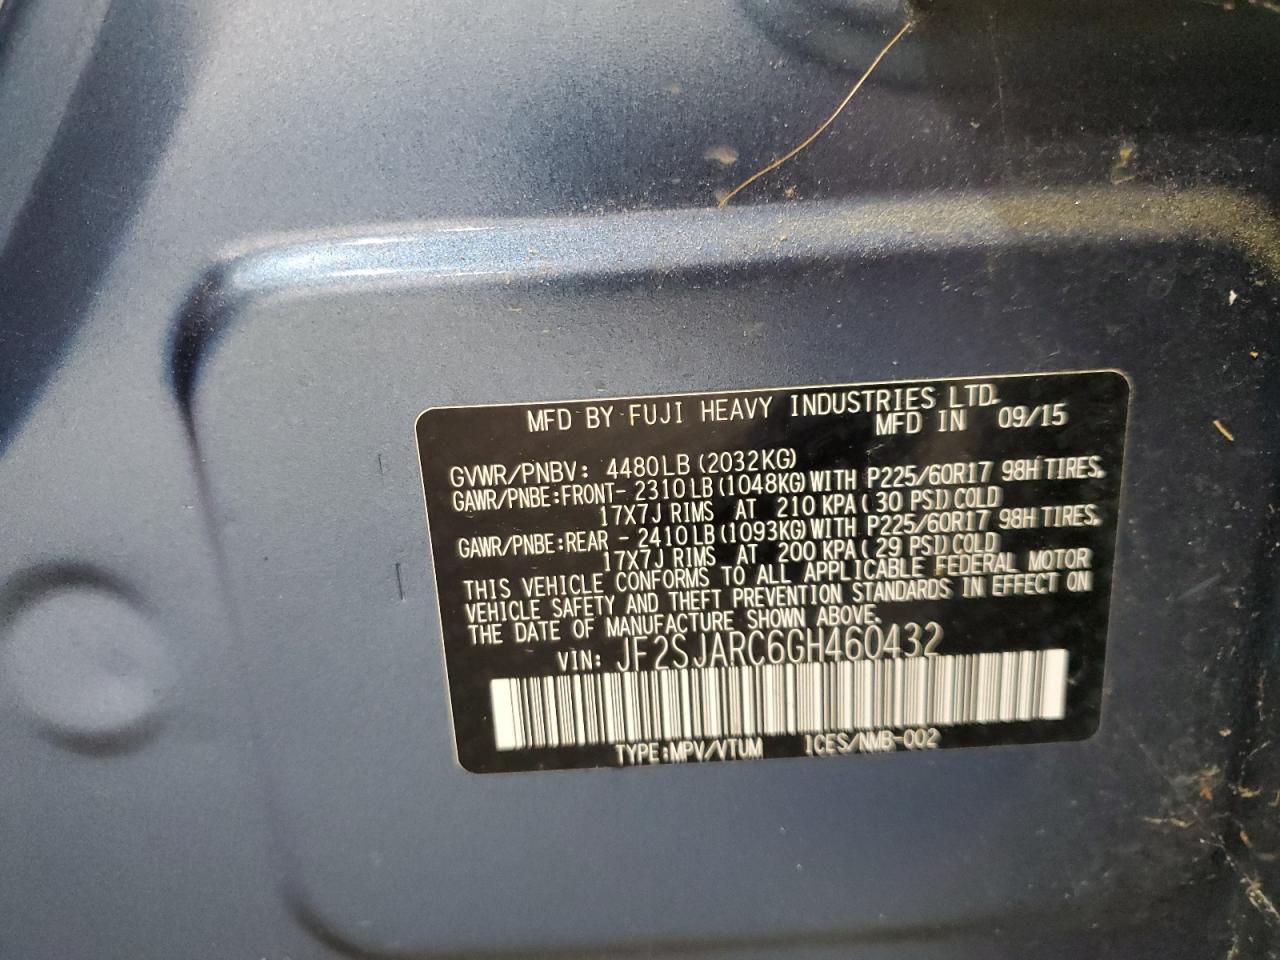 MFD BY FUJI HEAVY INDUSTRIES LTD.
MFD IN 09/15
GVWR/PNBV: 4480LB(2032KG)
GAWR/PNBE:FRONT- 2310LB(1048KG)WITH P225/60R17 98H TIRES,
17X7J RIMS AT 210 KPA(30 PSI)COLD
GAWR/PNBE:REAR - 2410LB(1093KG)WITH P225/60R17 98H TIRES,
17X7J RIMS AT 200 KPA(29 PSI)COLD
THIS VEHICLE CONFORMS TO ALL APPLICABLE FEDERAL MOTOR
VEHICLE SAFETY AND THEFT PREVENTION STANDARDS IN EFFECT ON
THE DATE OF MANUFACTURE SHOWN ABOVE.
VIN: JF2SJARC6GH460432
TYPE:MPV/VTUM ICES/NMB-002